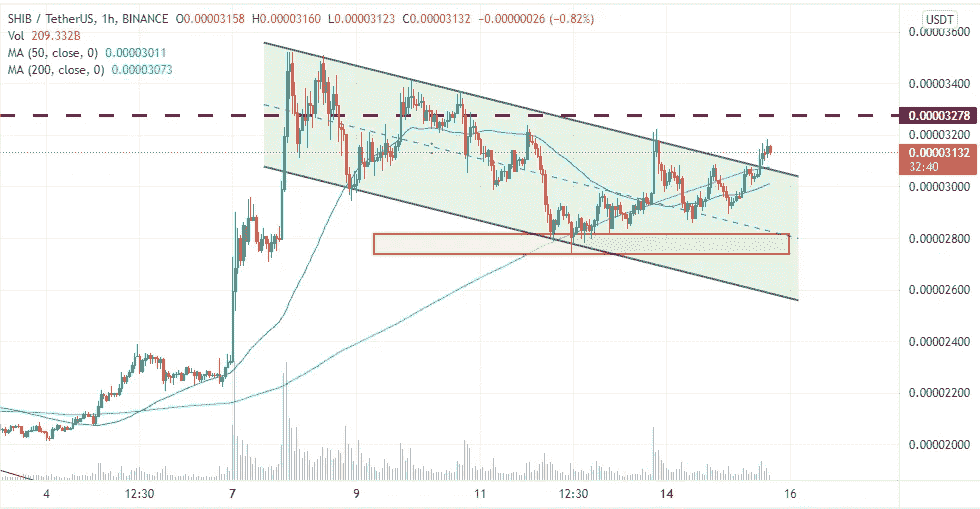 SHIB / TetherUS, 1h, BINANCE O0.00003158 H0.00003160 L0.00003123 C0.00003132 −0.00000026 (−0.82%)
Vol 209.332B
MA (50, close, 0) 0.00003011
MA (200, close, 0) 0.00003073
USDT
0.00003600
0.00003400
0.00003278
0.00003200
0.00003132
32:40
0.00003000
0.00002800
0.00002600
0.00002400
0.00002200
0.00002000
4 12:30 7 9 11 12:30 14 16